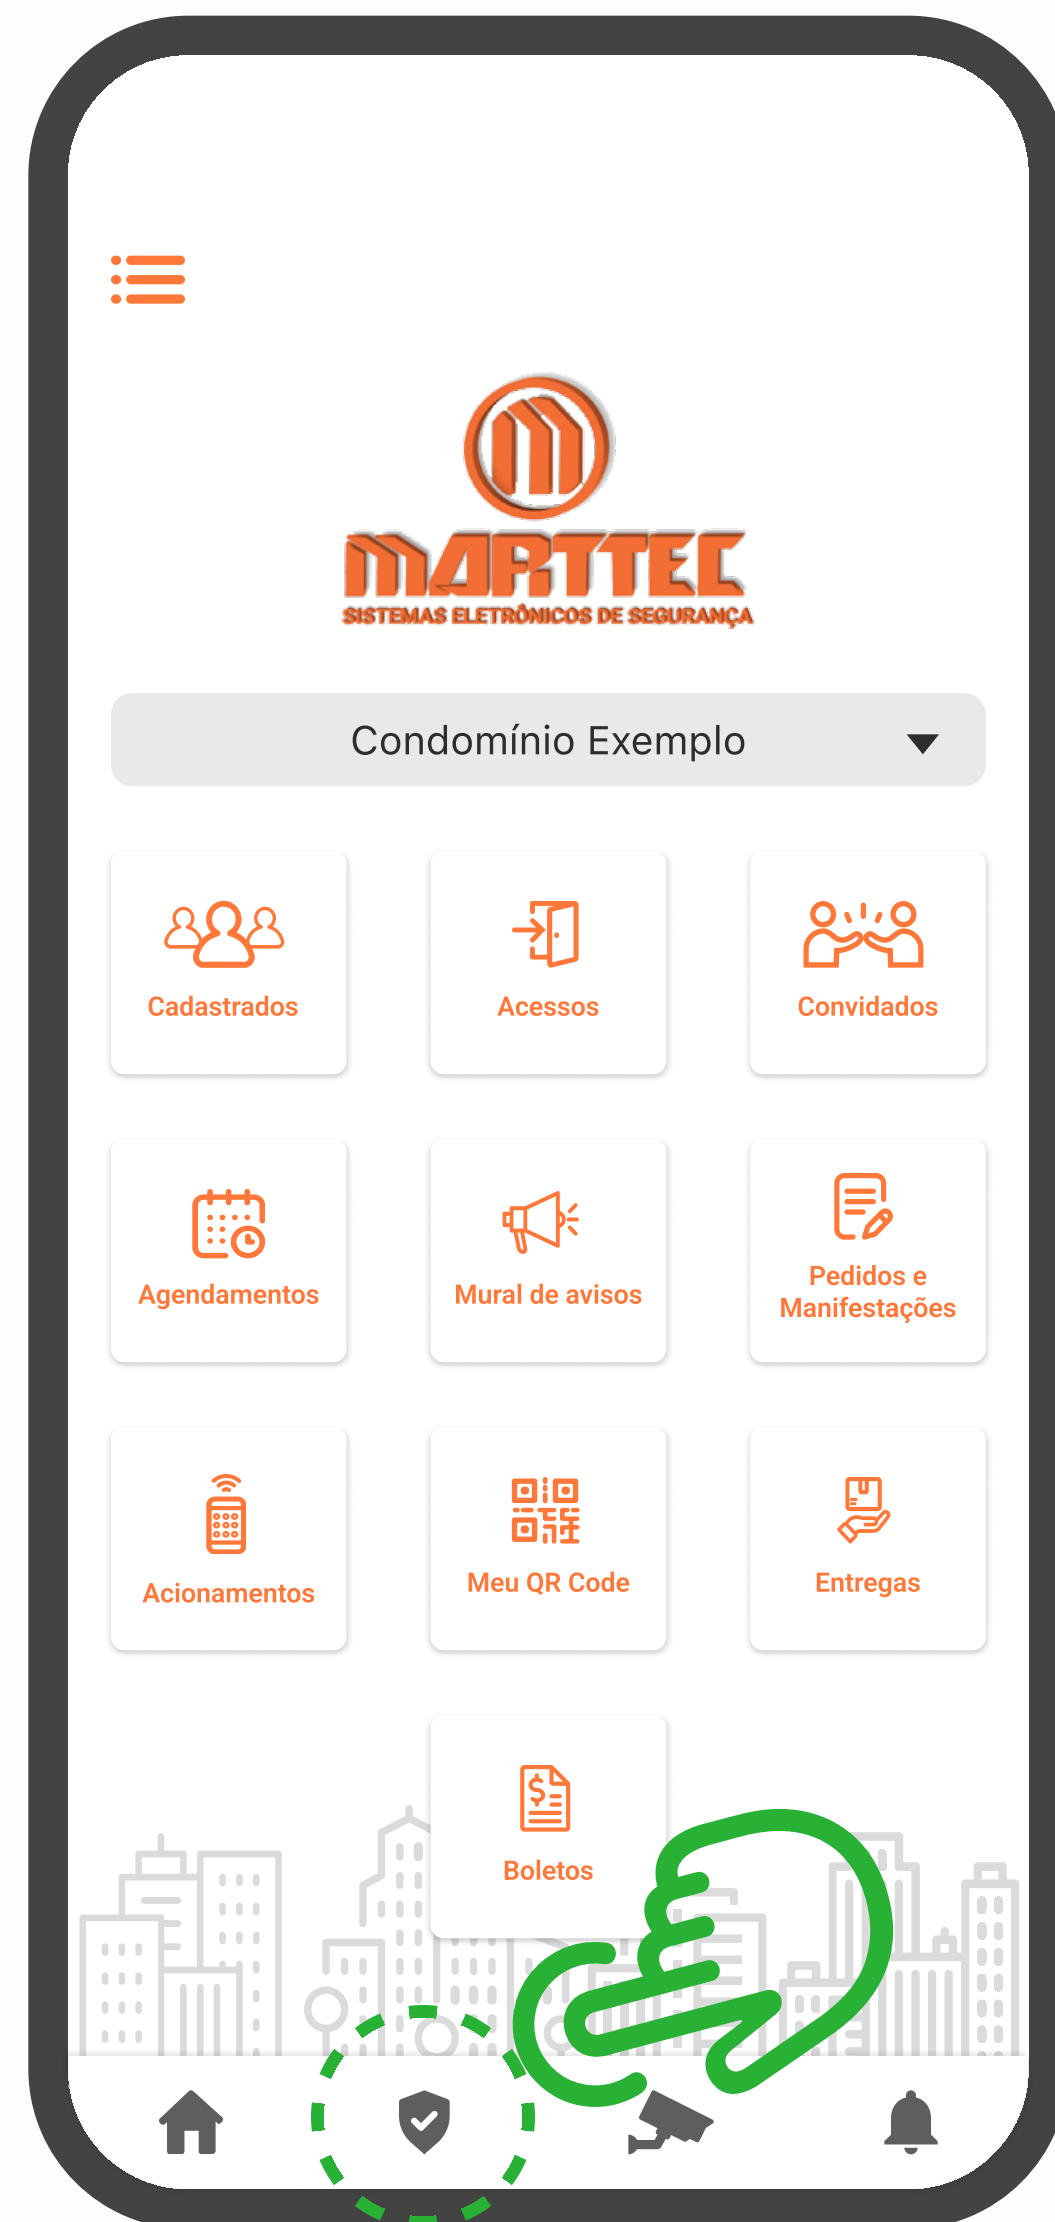 MARTTEC
SISTEMAS ELETRÔNICOS DE SEGURANÇA
Condomínio Exemplo
Cadastrados
Acessos
Convidados
Agendamentos
Mural de avisos
Pedidos e
Manifestações
Acionamentos
Meu QR Code
Entregas
Boletos